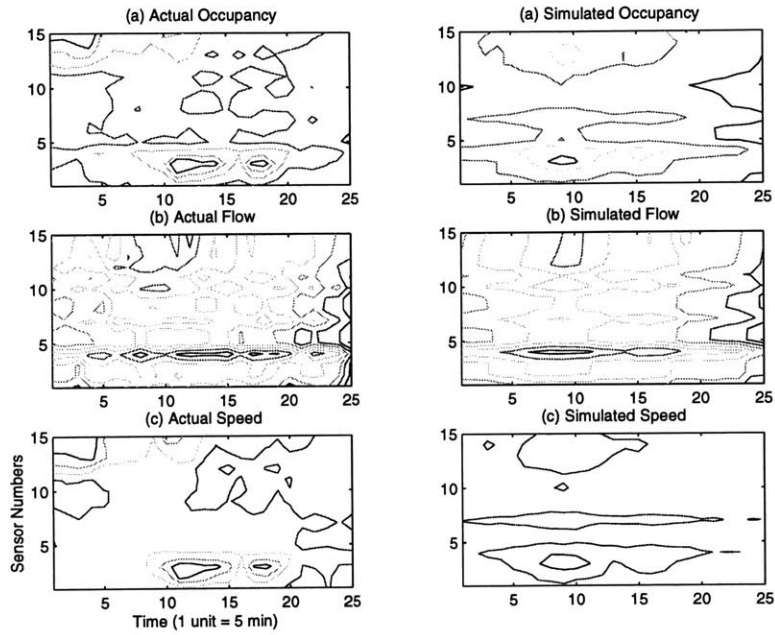 (a) Actual Occupancy
15
10
5
5 10 15 20 25
(a) Simulated Occupancy
15
10
5
5 10 15 20 25
(b) Actual Flow
15
10
5
5 10 15 20 25
(b) Simulated Flow
15
10
5
5 10 15 20 25
(c) Actual Speed
Sensor Numbers
15
10
5
5 10 15 20 25
Time (1 unit = 5 min)
(c) Simulated Speed
15
10
5
5 10 15 20 25